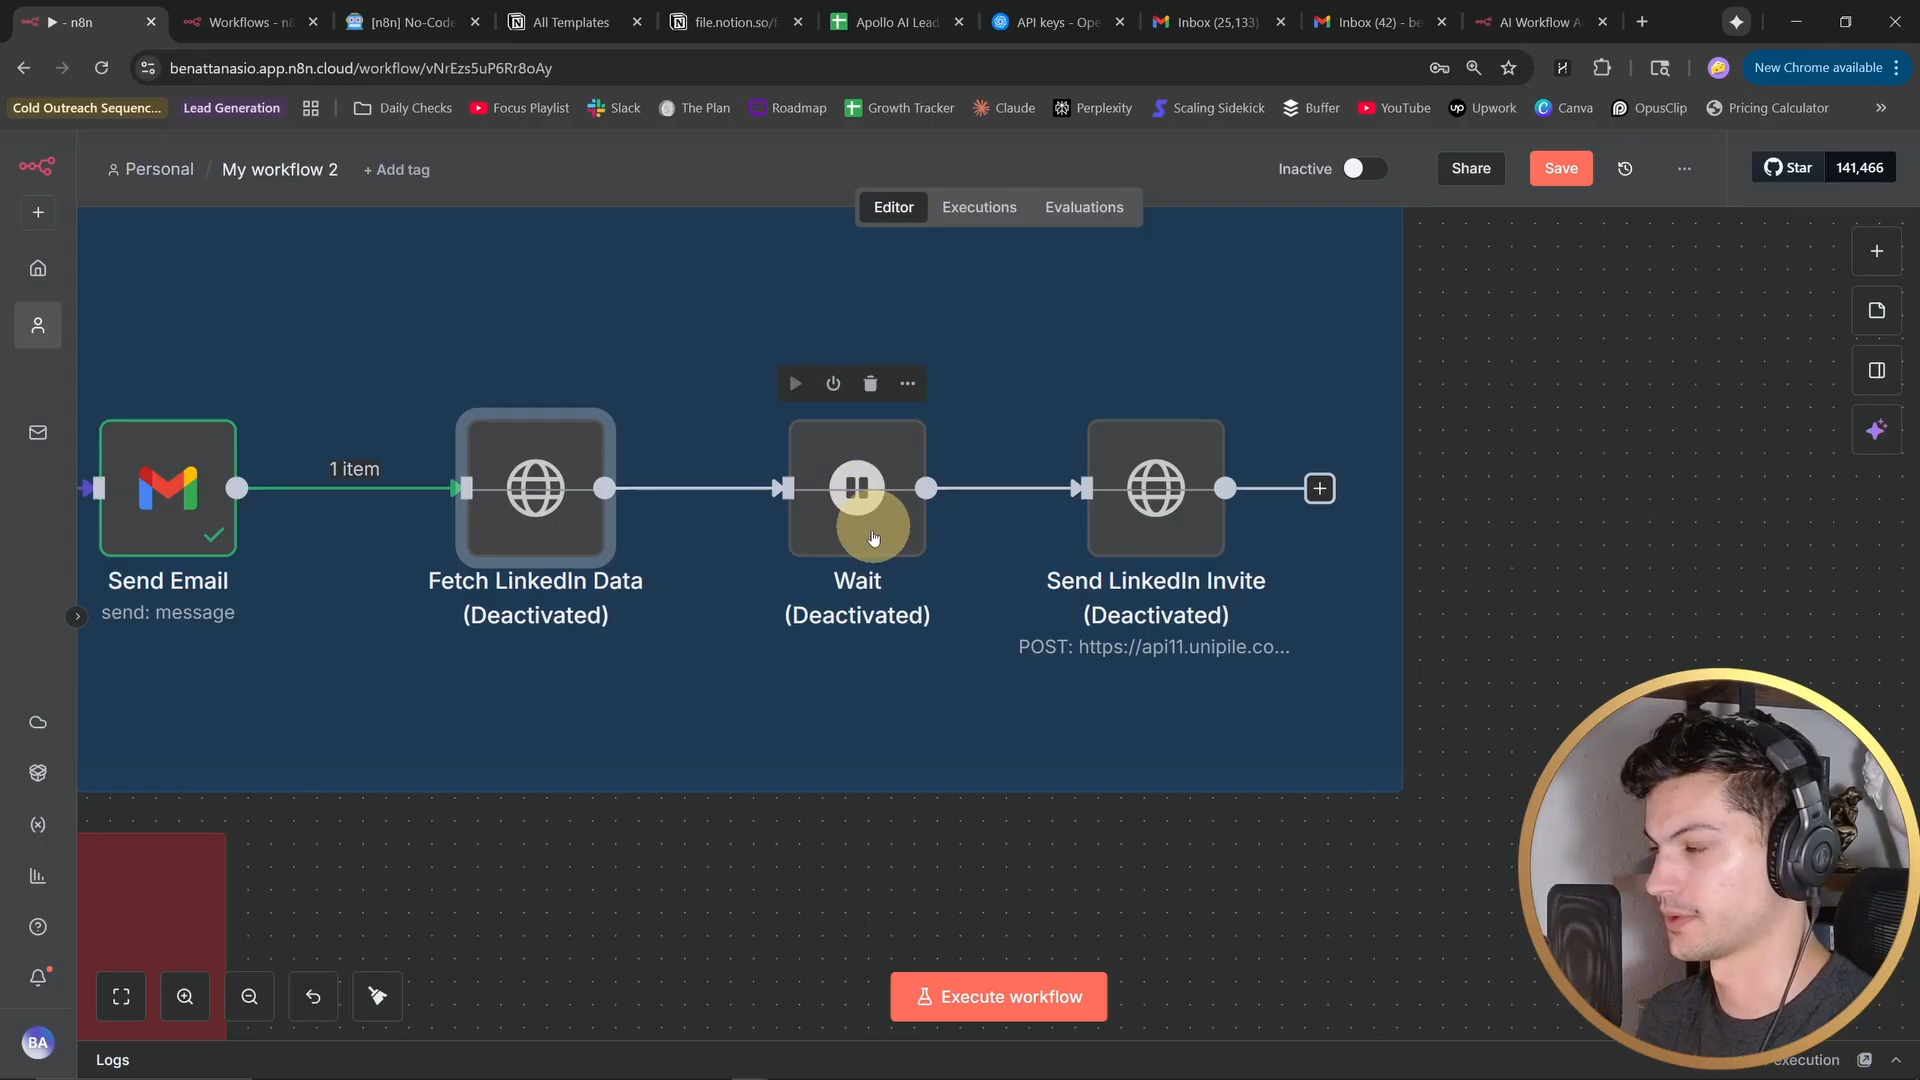 - n8n
Workflows - n8
[n8n] No-Code
All Templates
file.notion.so/f
Apollo AI Lead
API keys - Ope
Inbox (25,133)
Inbox (42) - be
AI Workflow A
benattanasio.app.n8n.cloud/workflow/vNrEzs5uP6Rr8oAy
New Chrome available
Cold Outreach Sequenc...
Lead Generation
Daily Checks
Focus Playlist
Slack
The Plan
Roadmap
Growth Tracker
Claude
Perplexity
Scaling Sidekick
Buffer
YouTube
Upwork
Canva
OpusClip
Pricing Calculator
Personal / My workflow 2 + Add tag
Inactive
Share
Save
Star 141,466
Editor
Executions
Evaluations
1 item
Send Email
send: message
Fetch LinkedIn Data
(Deactivated)
Wait
(Deactivated)
Send LinkedIn Invite
(Deactivated)
POST: https://api11.unipile.co...
Execute workflow
BA
Logs
execution